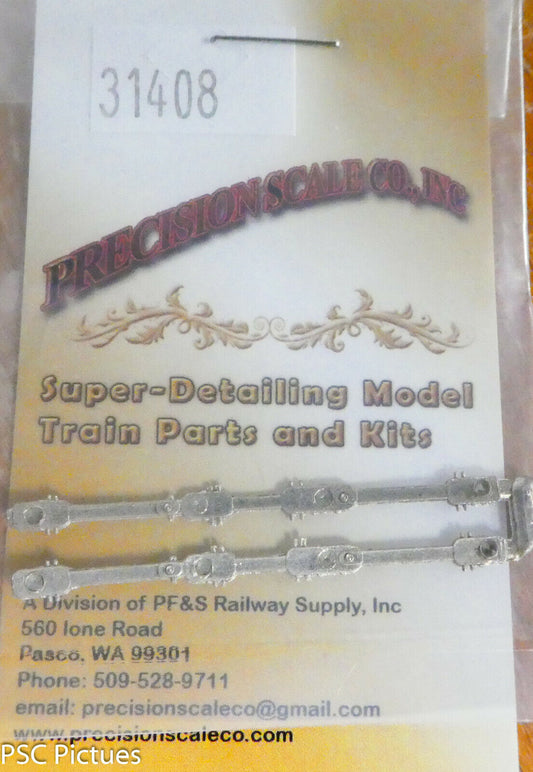 31408
PRECISION SCALE CO., INC
Super-Detailing Model
Train Parts and Kits
A Division of PF&S Railway Supply, Inc
560 Ione Road
Pasco, WA 99301
Phone: 509-528-9711
email: precisionscaleco@gmail.com
www.precisionscaleco.com
PSC Pictues